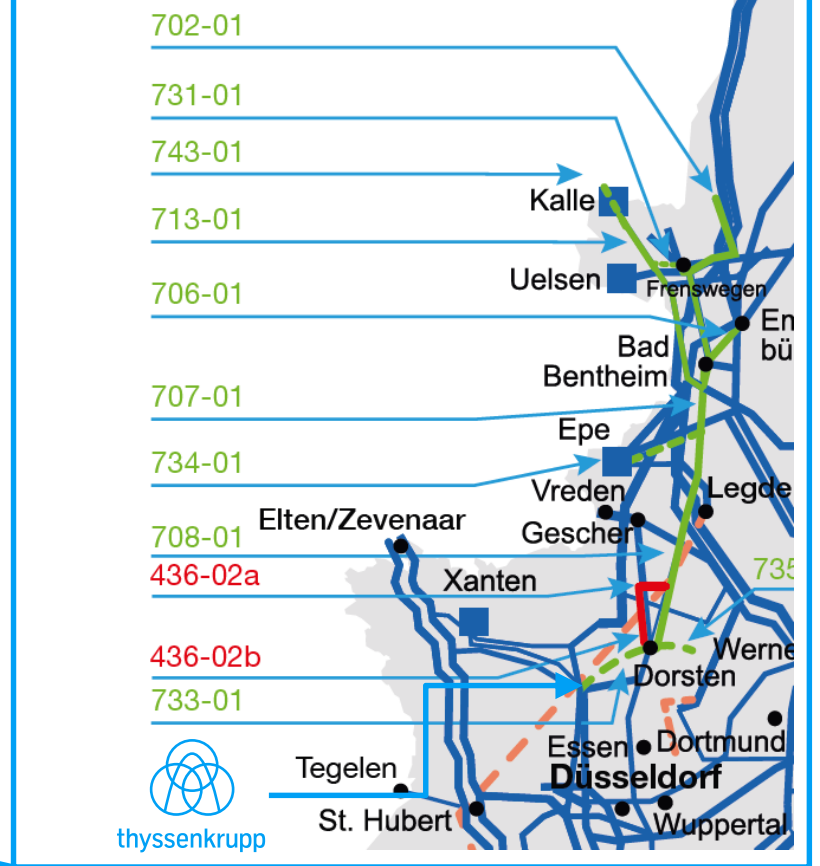 702-01
731-01
743-01
Kalle
713-01
Uelsen
Frenswegen
706-01
En
bü
Bad
Bentheim
707-01
Epe
734-01
Vreden
Legde
Elten/Zevenaar
Gescher
708-01
436-02a
Xanten
735
436-02b
Werne
Dorsten
733-01
Essen
Dortmund
Düsseldorf
Tegelen
St. Hubert
Wuppertal
thyssenkrupp